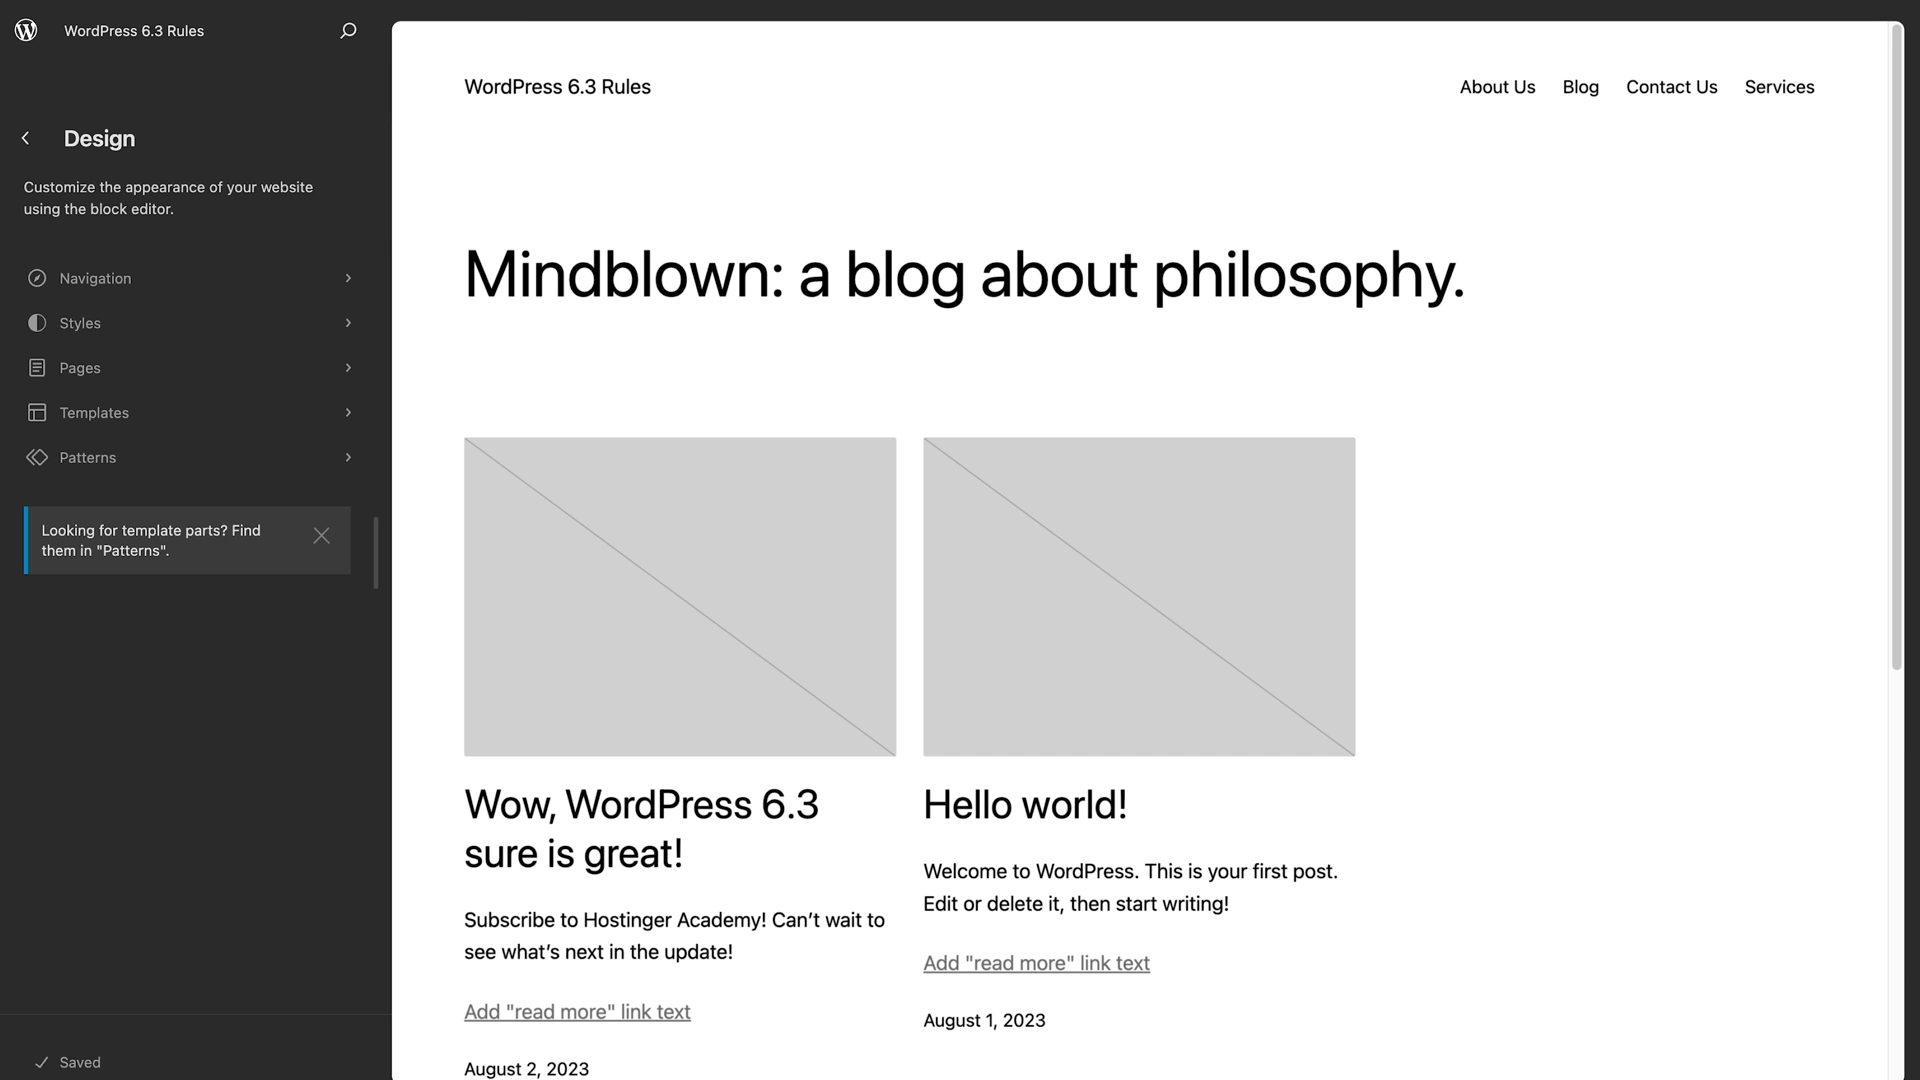 WordPress 6.3 Rules
Design
Customize the appearance of your website
using the block editor.
Navigation
Styles
Pages
Templates
Patterns
Looking for template parts? Find
them in "Patterns".
Saved
WordPress 6.3 Rules
About Us Blog Contact Us Services
Mindblown: a blog about philosophy.
Wow, WordPress 6.3
sure is great!
Subscribe to Hostinger Academy! Can’t wait to
see what’s next in the update!
Add "read more" link text
August 2, 2023
Hello world!
Welcome to WordPress. This is your first post.
Edit or delete it, then start writing!
Add "read more" link text
August 1, 2023